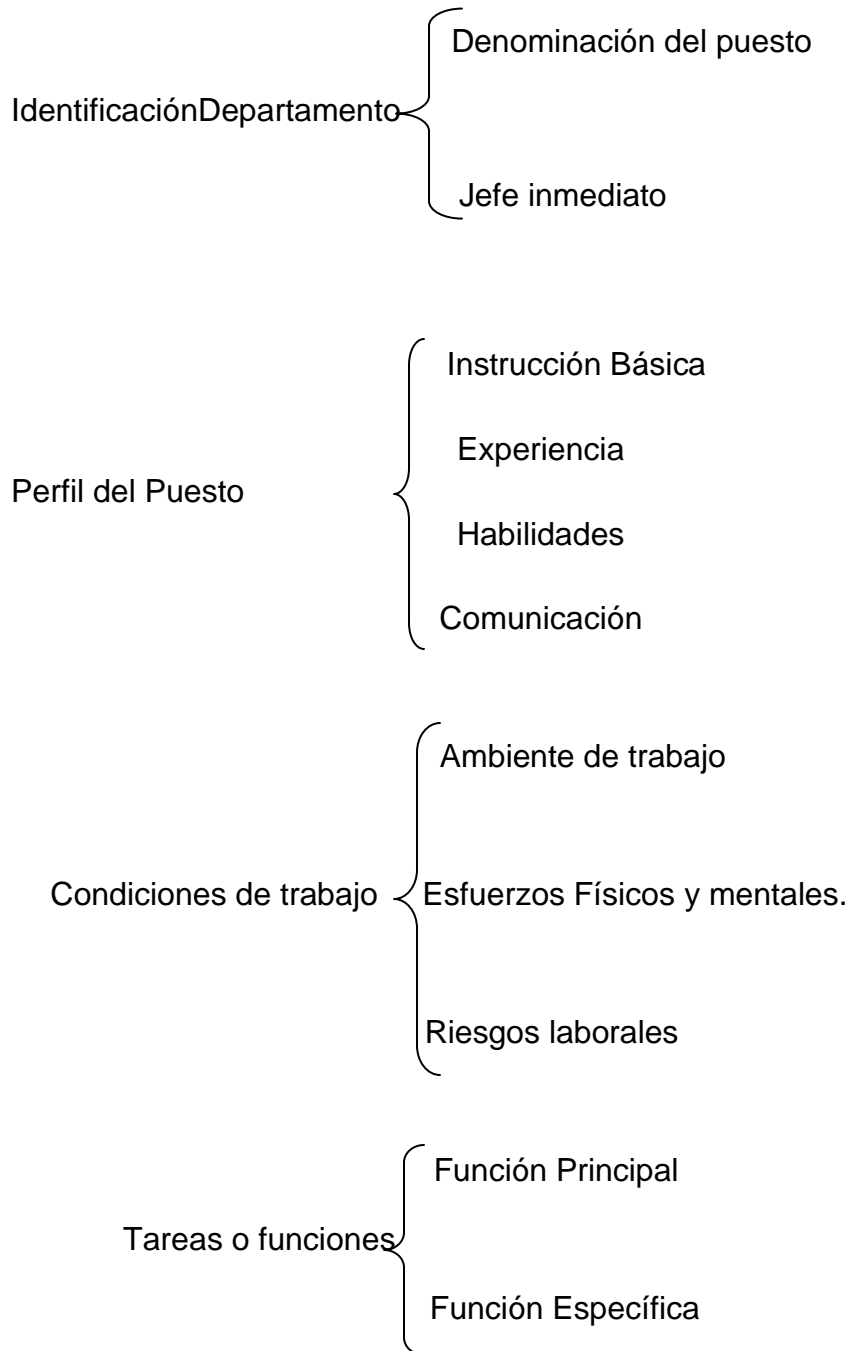 Denominación del puesto
IdentificaciónDepartamento
Jefe inmediato
Instrucción Básica
Experiencia
Perfil del Puesto
Habilidades
Comunicación
Ambiente de trabajo
Condiciones de trabajo Esfuerzos Físicos y mentales.
Riesgos laborales
Función Principal
Tareas o funciones
Función Específica